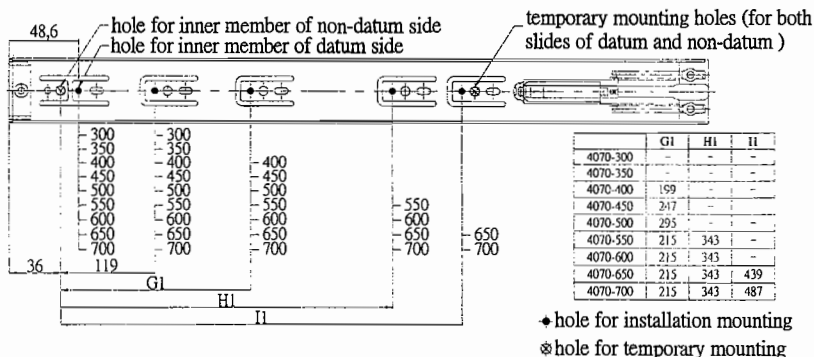 48,6
hole for inner member of non-datum side
hole for inner member of datum side
temporary mounting holes (for both
slides of datum and non-datum )
300 300
350 350
400 400 400
450 450 450
500 500 500
550 550 550 550
600 600 600 600
650 650 650 650 650
700 700 700 700 700
36 119
G1
H1
I1
G1 H1 I1
4070-300 - - -
4070-350 - - -
4070-400 199 - -
4070-450 247 - -
4070-500 295 - -
4070-550 215 343 -
4070-600 215 343 -
4070-650 215 343 439
4070-700 215 343 487
hole for installation mounting
hole for temporary mounting